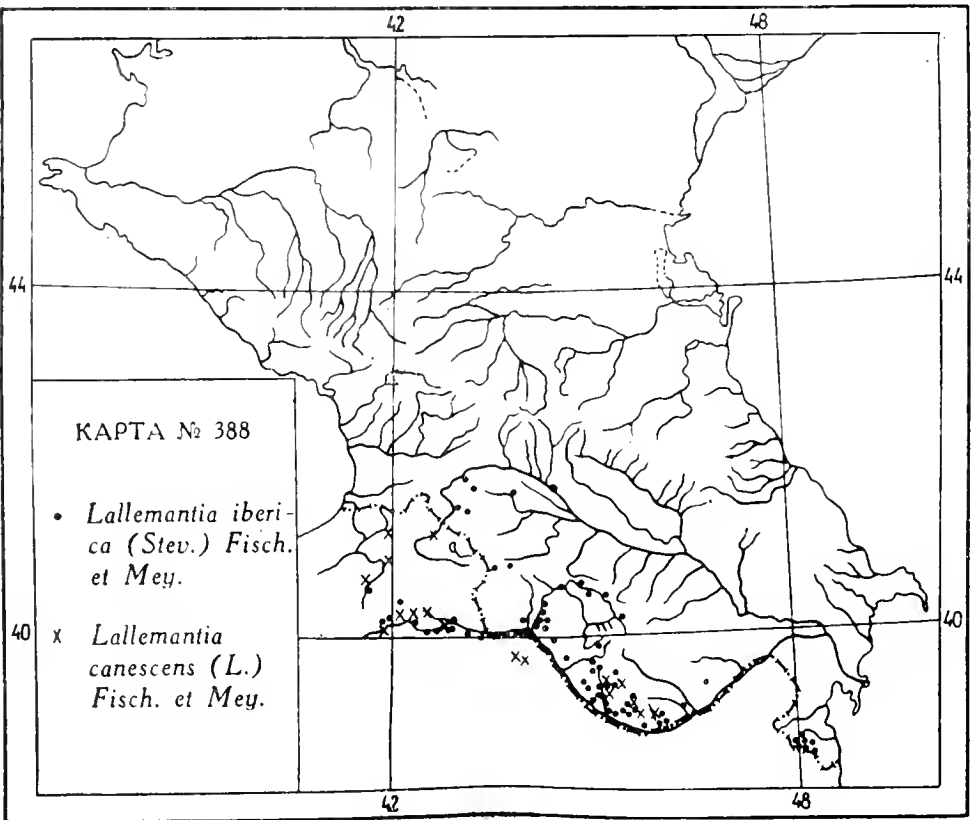 42 48
44 44
КАРТА № 388
• Lallemantia iberi-
ca (Stev.) Fisch.
et Mey.
40 40
x Lallemantia
canescens (L.)
Fisch. et Mey.
42 48